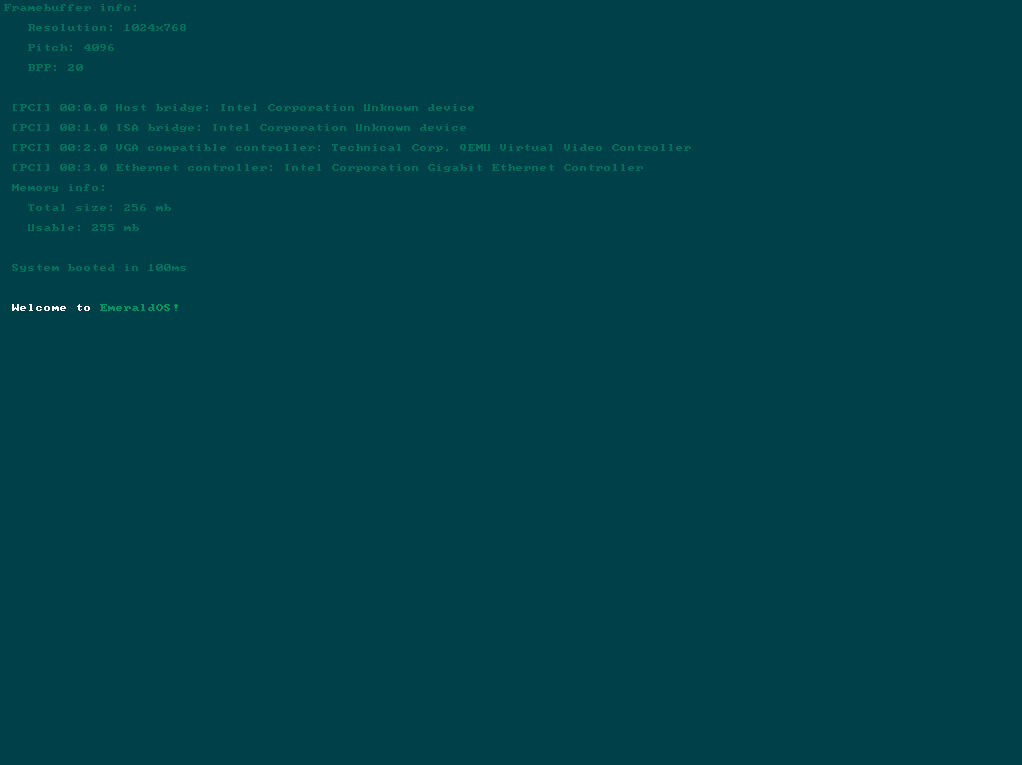 Framebuffer info:
Resolution: 1024x768
Pitch: 4096
BPP: 20
[PCI] 00:0.0 Host bridge: Intel Corporation Unknown device
[PCI] 00:1.0 ISA bridge: Intel Corporation Unknown device
[PCI] 00:2.0 VGA compatible controller: Technical Corp. QEMU Virtual Video Controller
[PCI] 00:3.0 Ethernet controller: Intel Corporation Gigabit Ethernet Controller
Memory info:
Total size: 256 mb
Usable: 255 mb
System booted in 100ms
Welcome to EmeraldOS!